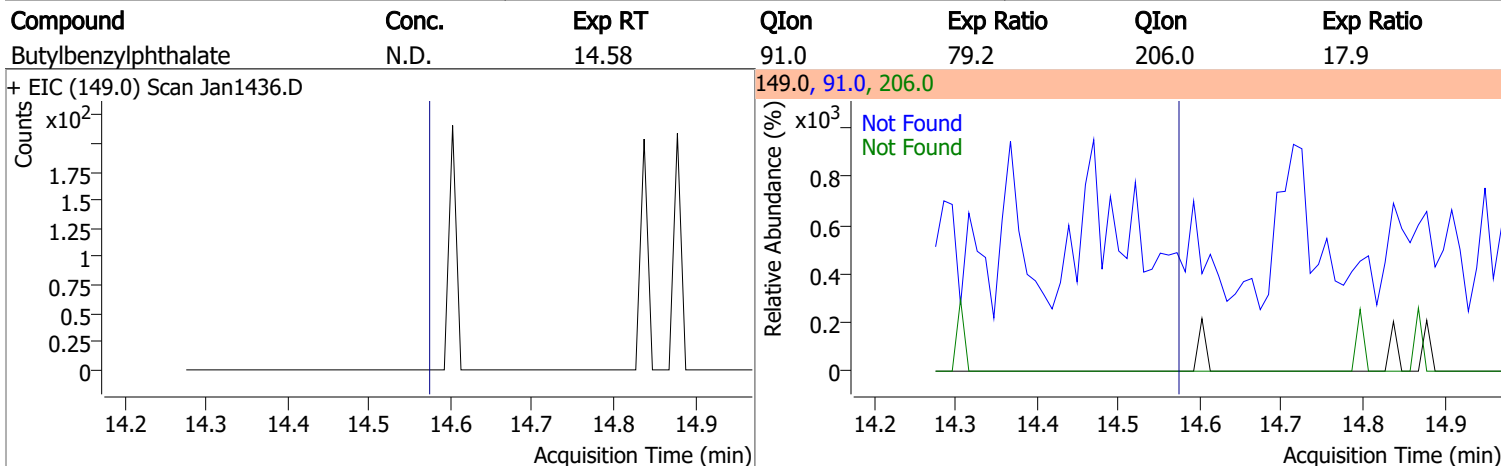 Compound Conc. Exp RT QIon Exp Ratio QIon Exp Ratio
Butylbenzylphthalate N.D. 14.58 91.0 79.2 206.0 17.9
+ EIC (149.0) Scan Jan1436.D
Counts
x10²
1.75
1.5
1.25
1
0.75
0.5
0.25
0
14.2 14.3 14.4 14.5 14.6 14.7 14.8 14.9
Acquisition Time (min)
149.0, 91.0, 206.0
Relative Abundance (%)
x10³
Not Found
Not Found
0.8
0.6
0.4
0.2
0
14.2 14.3 14.4 14.5 14.6 14.7 14.8 14.9
Acquisition Time (min)